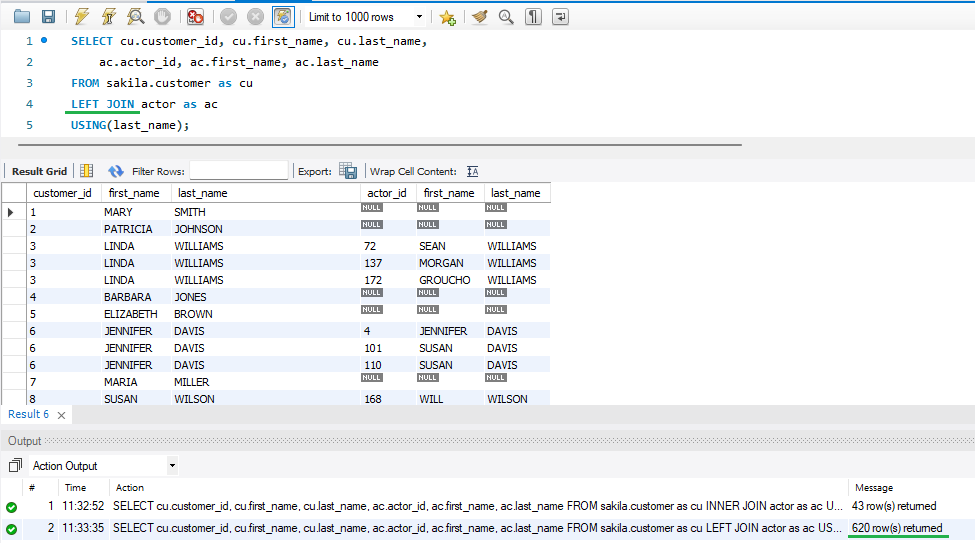 Limit to 1000 rows
1 SELECT cu.customer_id, cu.first_name, cu.last_name,
2 ac.actor_id, ac.first_name, ac.last_name
3 FROM sakila.customer as cu
4 LEFT JOIN actor as ac
5 USING(last_name);
Result Grid Filter Rows: Export: Wrap Cell Content: IA
customer_id first_name last_name actor_id first_name last_name
1 MARY SMITH NULL NULL NULL
2 PATRICIA JOHNSON NULL NULL NULL
3 LINDA WILLIAMS 72 SEAN WILLIAMS
3 LINDA WILLIAMS 137 MORGAN WILLIAMS
3 LINDA WILLIAMS 172 GROUCHO WILLIAMS
4 BARBARA JONES NULL NULL NULL
5 ELIZABETH BROWN NULL NULL NULL
6 JENNIFER DAVIS 4 JENNIFER DAVIS
6 JENNIFER DAVIS 101 SUSAN DAVIS
6 JENNIFER DAVIS 110 SUSAN DAVIS
7 MARIA MILLER NULL NULL NULL
8 SUSAN WILSON 168 WILL WILSON
Result 6
Output
Action Output
# Time Action Message
1 11:32:52 SELECT cu.customer_id, cu.first_name, cu.last_name, ac.actor_id, ac.first_name, ac.last_name FROM sakila.customer as cu INNER JOIN actor as ac U... 43 row(s) returned
2 11:33:35 SELECT cu.customer_id, cu.first_name, cu.last_name, ac.actor_id, ac.first_name, ac.last_name FROM sakila.customer as cu LEFT JOIN actor as ac US... 620 row(s) returned